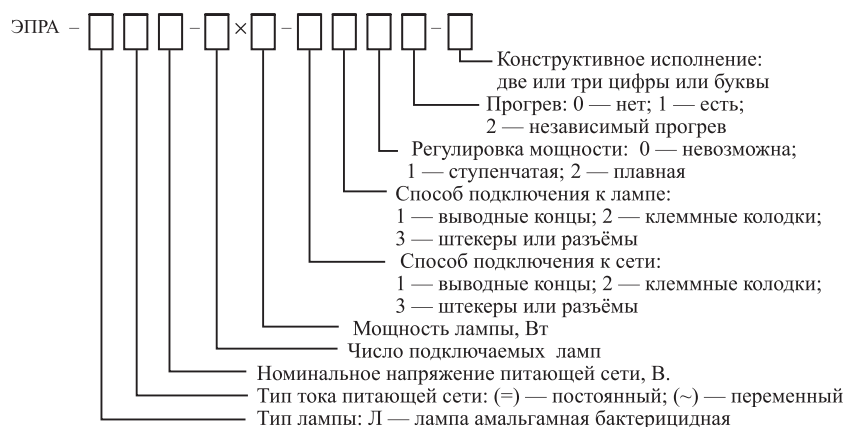 ЭПРА – – × – –
Конструктивное исполнение:
две или три цифры или буквы
Прогрев: 0 — нет; 1 — есть;
2 — независимый прогрев
Регулировка мощности: 0 — невозможна;
1 — ступенчатая; 2 — плавная
Способ подключения к лампе:
1 — выводные концы; 2 — клеммные колодки;
3 — штекеры или разъёмы
Способ подключения к сети:
1 — выводные концы; 2 — клеммные колодки;
3 — штекеры или разъёмы
Мощность лампы, Вт
Число подключаемых ламп
Номинальное напряжение питающей сети, В.
Тип тока питающей сети: (=) — постоянный; (~) — переменный
Тип лампы: Л — лампа амальгамная бактерицидная